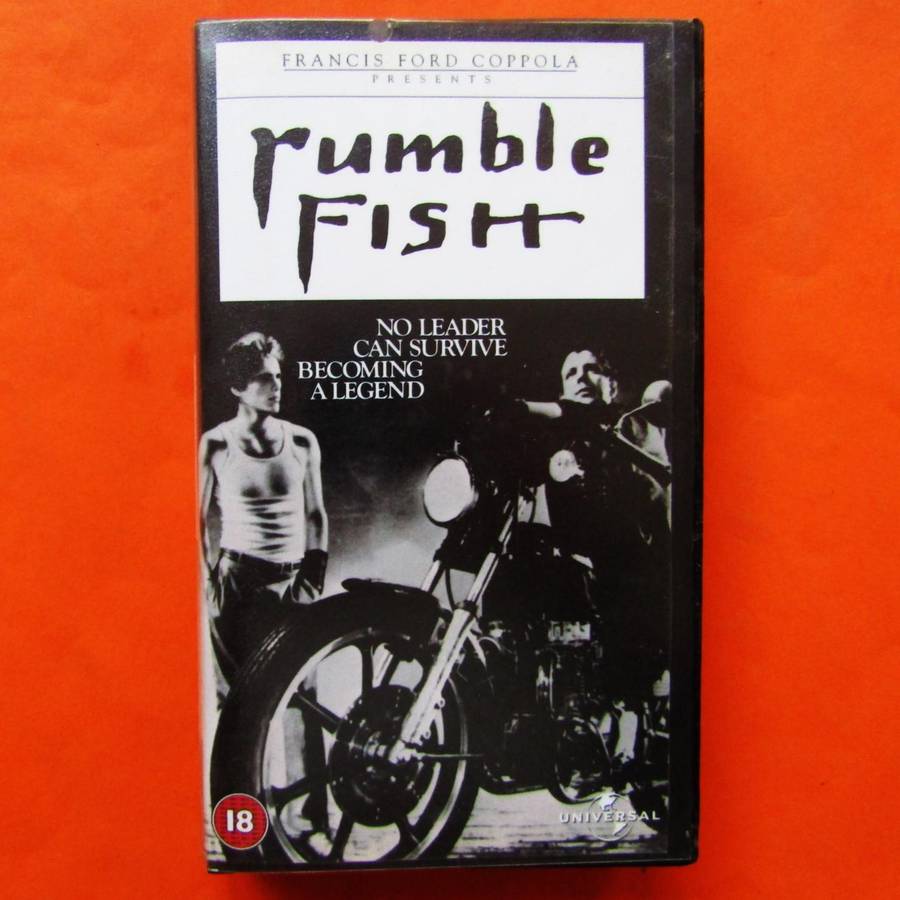 FRANCIS FORD COPPOLA
PRESENTS
rumble
FISH
NO LEADER
CAN SURVIVE
BECOMING
A LEGEND
18
UNIVERSAL